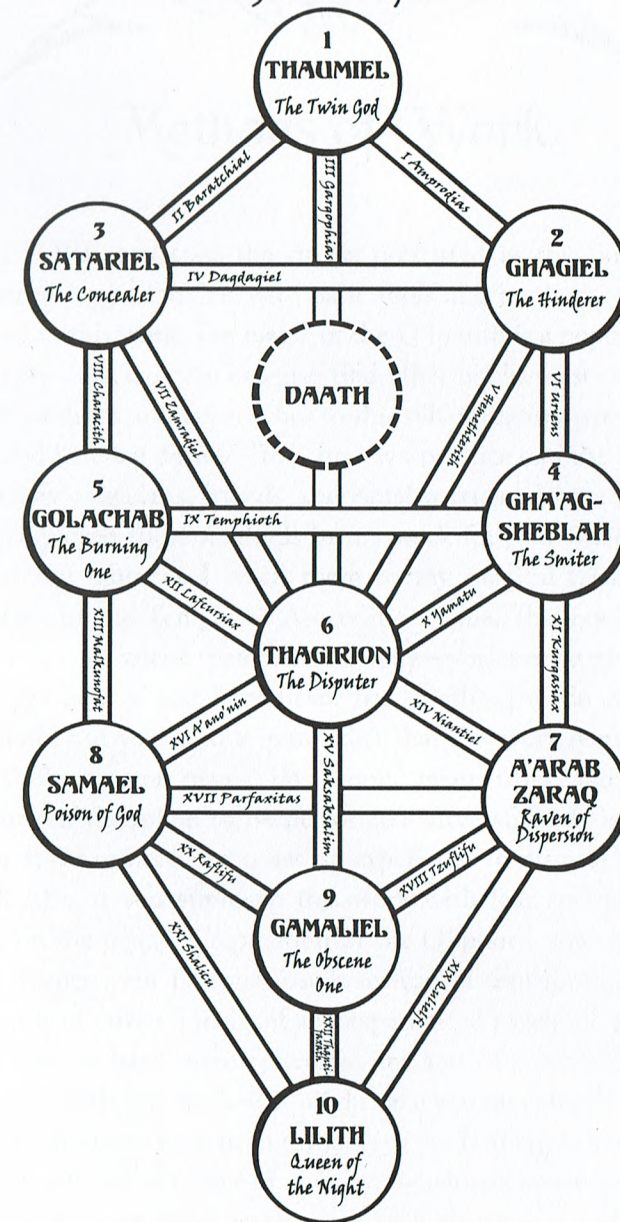 1
THAUMIEL
The Twin God
II Baratchial
III Gargophias
I Amprodias
3
SATARIEL
The Concealer
2
GHAGIEL
The Hinderer
IV Dagdagiel
DAATH
VIII Characith
VII Zamradiel
V Hemethterith
VI Uriens
5
GOLACHAB
The Burning
One
4
GHA'AG-
SHEBLAH
The Smiter
IX Temphioth
XII Lafcursiax
X Yamatu
6
THAGIRION
The Disputer
XIII Malkunofat
XI Kurgasiax
XVI A'ano'nin
XIV Niantiel
XV Saksaksalim
8
SAMAEL
Poison of God
7
A'ARAB
ZARAQ
Raven of
Dispersion
XVII Parfaxitas
XX Raflifu
XVIII Tzuflifu
9
GAMALIEL
The Obscene
One
XXI Shalicu
XIX Qulielfi
XXII Thanti-
faxath
10
LILITH
Queen of
the Night